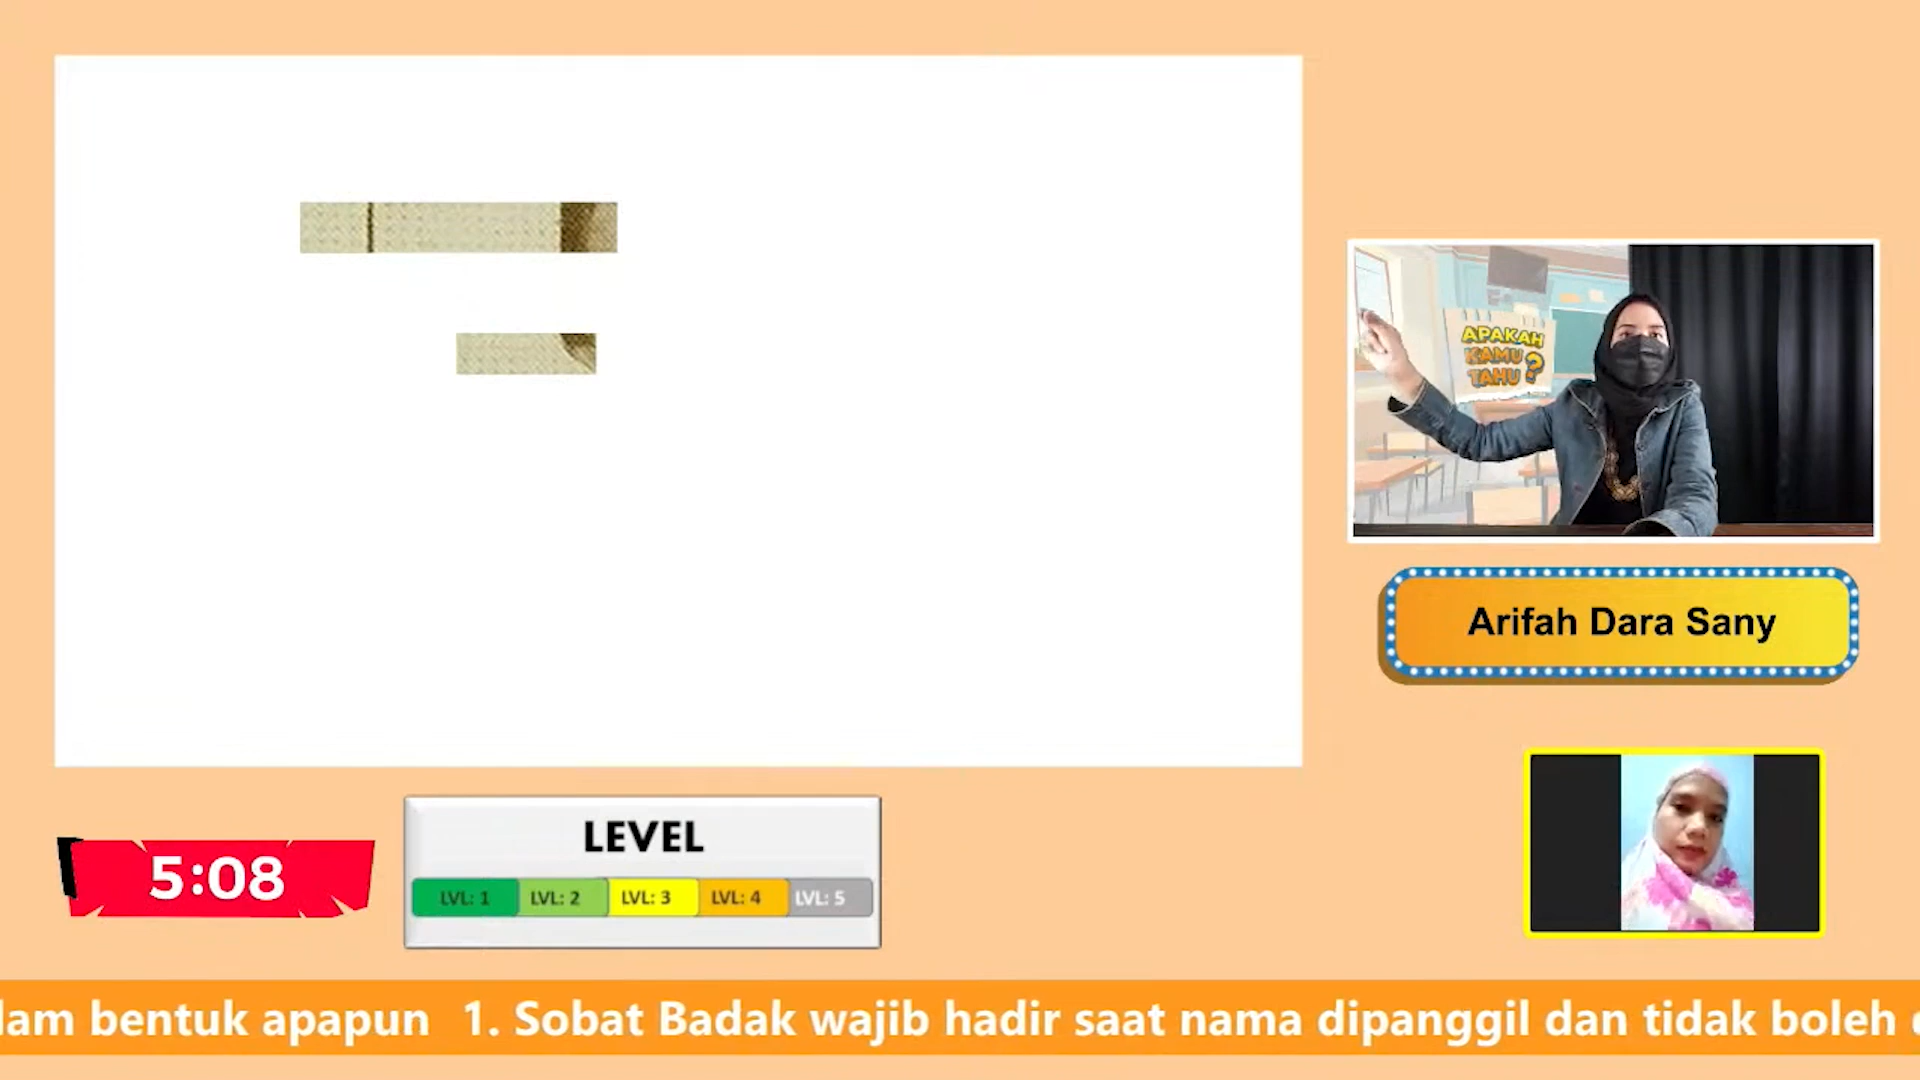 APAKAH
KAMU
TAHU ?
Arifah Dara Sany
5:08
LEVEL
LVL: 1 LVL: 2 LVL: 3 LVL: 4 LVL: 5
lam bentuk apapun 1. Sobat Badak wajib hadir saat nama dipanggil dan tidak boleh